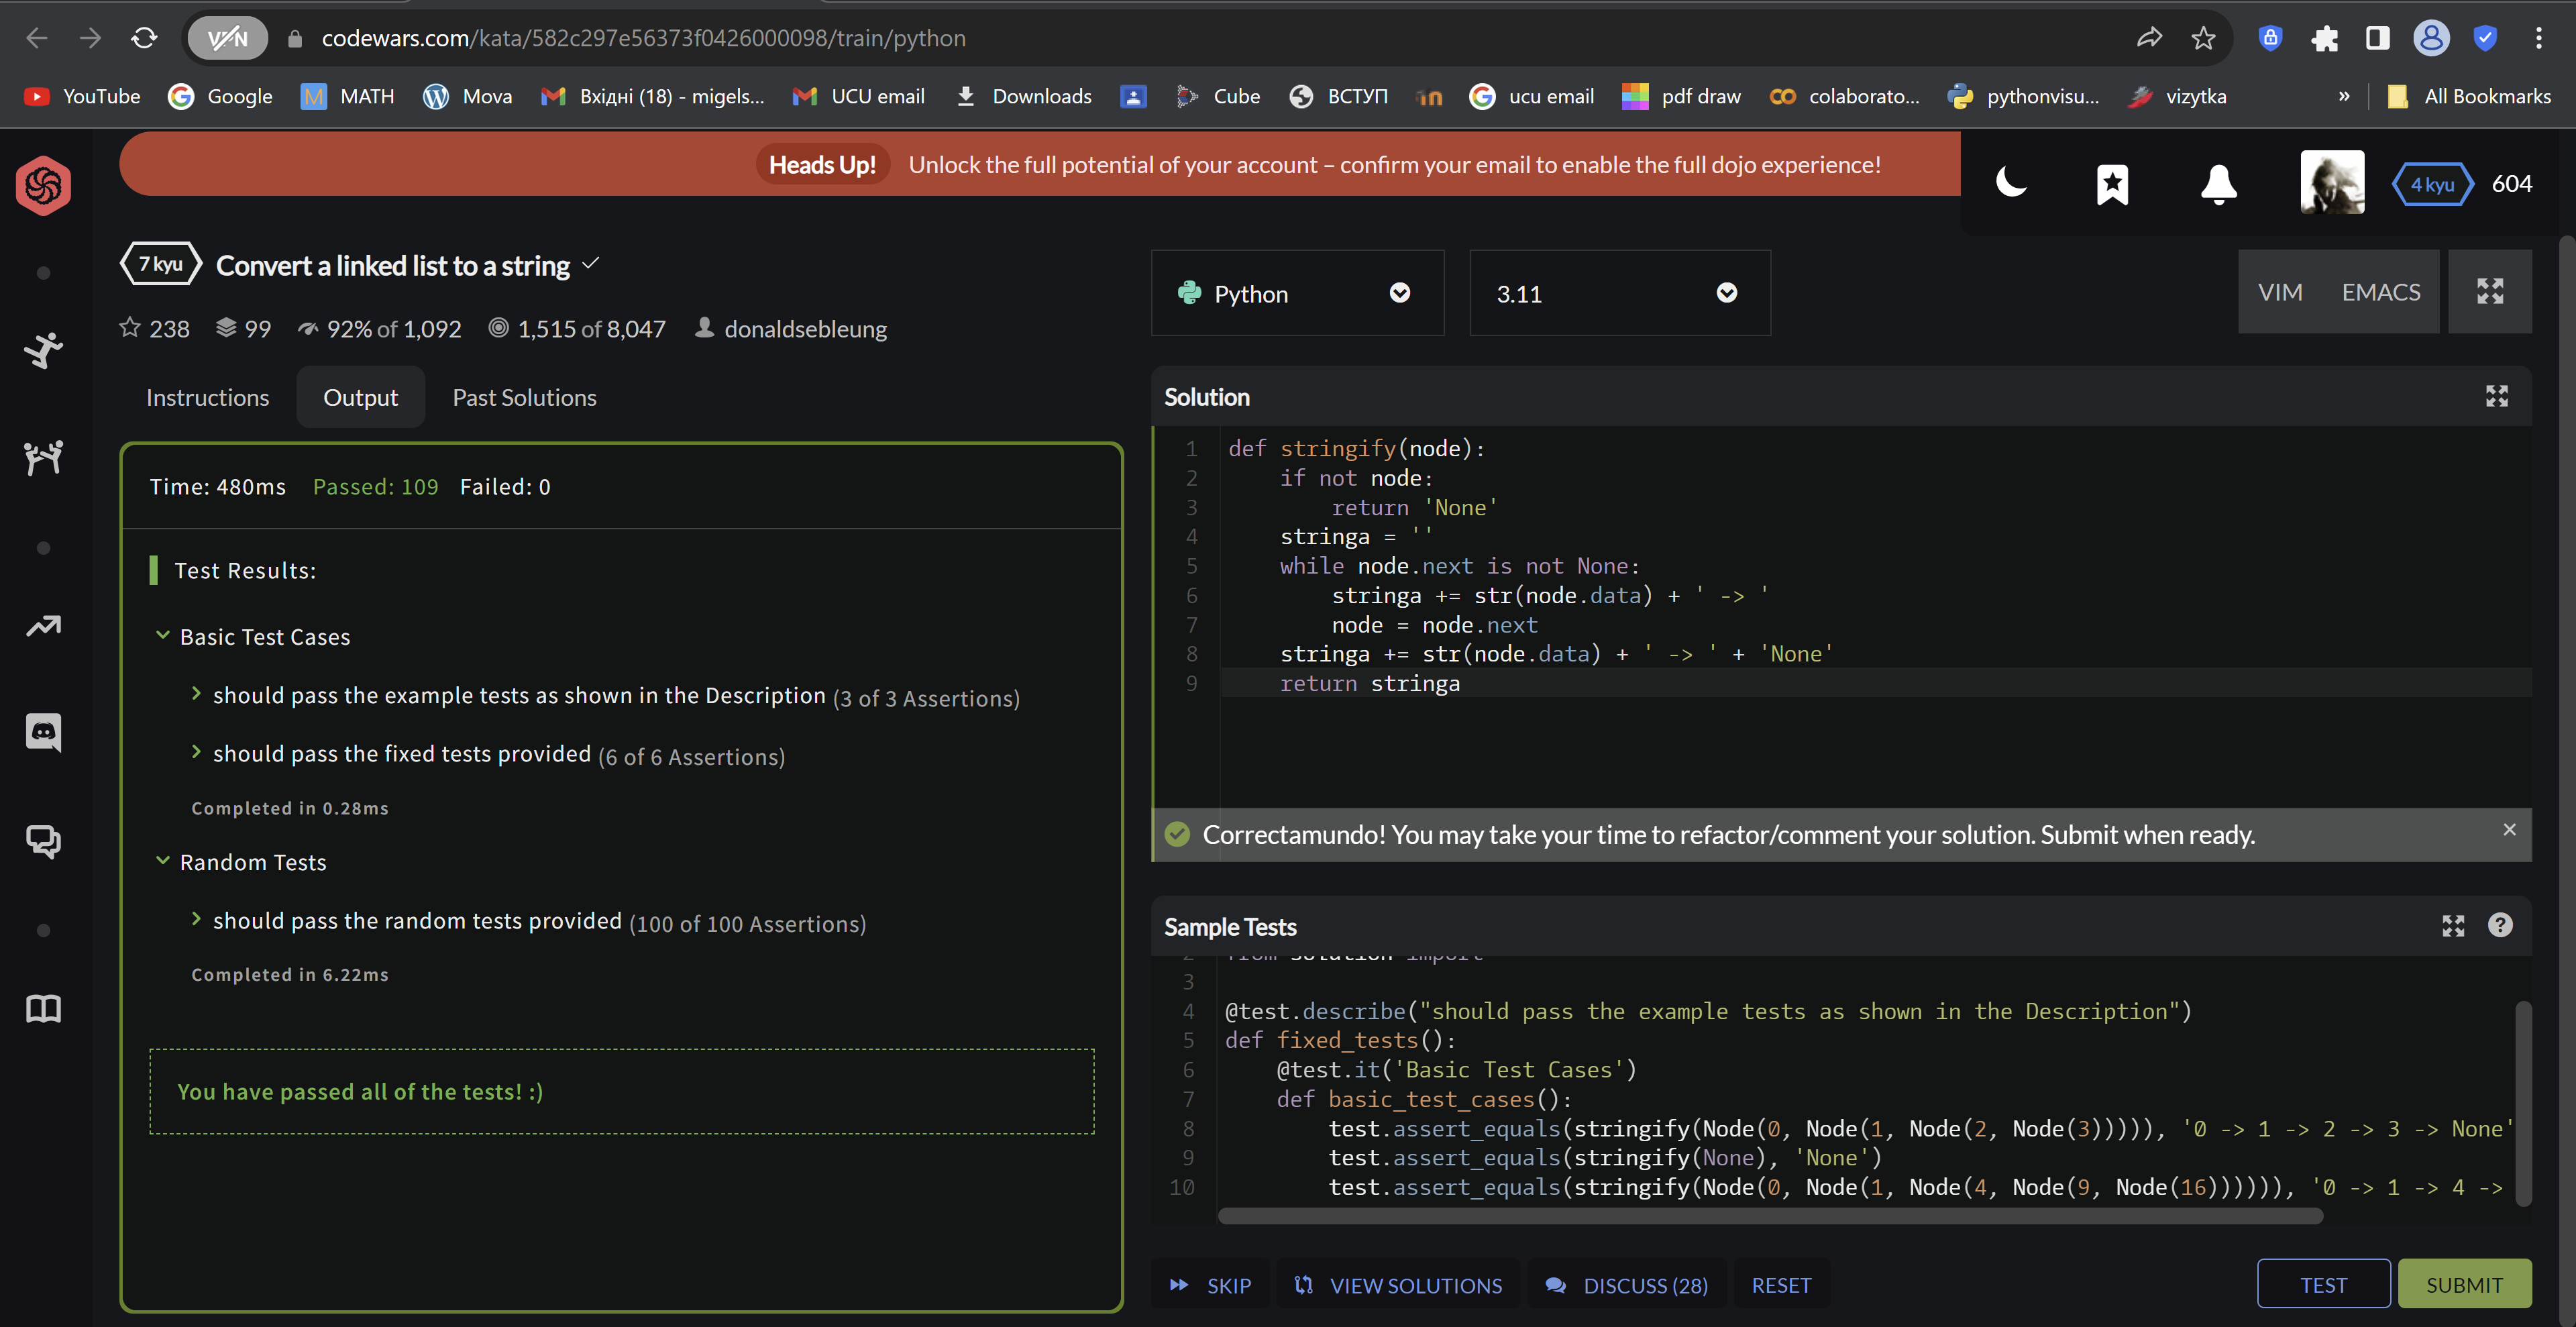 VPN codewars.com/kata/582c297e56373f0426000098/train/python
YouTube Google MATH Mova Вхідні (18) - migels... UCU email Downloads Cube ВСТУП ucu email pdf draw colaborato... pythonvisu... vizytka » All Bookmarks
Heads Up! Unlock the full potential of your account – confirm your email to enable the full dojo experience!
4 kyu 604
7 kyu Convert a linked list to a string
238 99 92% of 1,092 1,515 of 8,047 donaldsebleung
Instructions Output Past Solutions
Time: 480ms Passed: 109 Failed: 0
Test Results:
Basic Test Cases
should pass the example tests as shown in the Description (3 of 3 Assertions)
should pass the fixed tests provided (6 of 6 Assertions)
Completed in 0.28ms
Random Tests
should pass the random tests provided (100 of 100 Assertions)
Completed in 6.22ms
You have passed all of the tests! :)
Python 3.11 VIM EMACS
Solution
1 def stringify(node):
2 if not node:
3 return 'None'
4 stringa = ''
5 while node.next is not None:
6 stringa += str(node.data) + ' -> '
7 node = node.next
8 stringa += str(node.data) + ' -> ' + 'None'
9 return stringa
Correctamundo! You may take your time to refactor/comment your solution. Submit when ready.
Sample Tests
2 from solution import
3
4 @test.describe("should pass the example tests as shown in the Description")
5 def fixed_tests():
6 @test.it('Basic Test Cases')
7 def basic_test_cases():
8 test.assert_equals(stringify(Node(0, Node(1, Node(2, Node(3))))), '0 -> 1 -> 2 -> 3 -> None'
9 test.assert_equals(stringify(None), 'None')
10 test.assert_equals(stringify(Node(0, Node(1, Node(4, Node(9, Node(16)))))), '0 -> 1 -> 4 ->
SKIP VIEW SOLUTIONS DISCUSS (28) RESET TEST SUBMIT